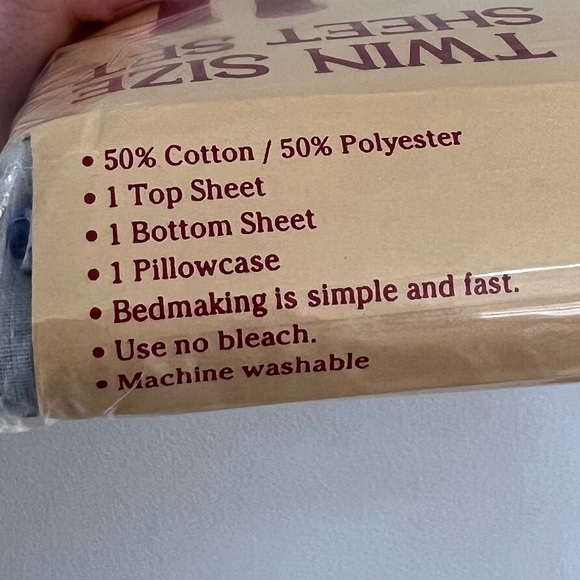 TWIN SIZE
SHEET SET
• 50% Cotton / 50% Polyester
• 1 Top Sheet
• 1 Bottom Sheet
• 1 Pillowcase
• Bedmaking is simple and fast.
• Use no bleach.
• Machine washable